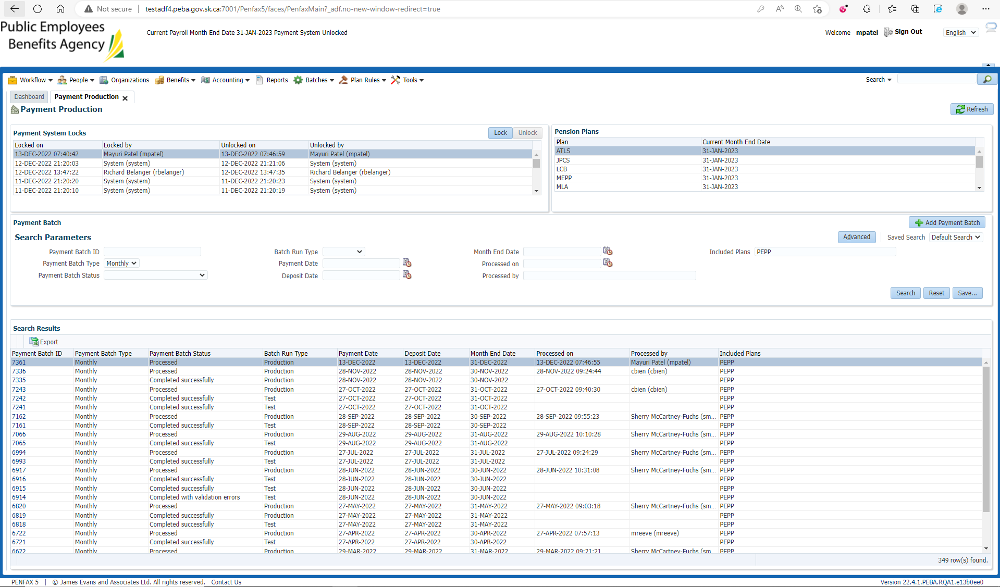 Not secure testadf4.peba.gov.sk.ca:7001/Penfax5/faces/PenfaxMain?_adf.no-new-window-redirect=true
Public Employees
Benefits Agency
Current Payroll Month End Date 31-JAN-2023 Payment System Unlocked
Welcome mpatel Sign Out English
Workflow People Organizations Benefits Accounting Reports Batches Plan Rules Tools Search
Dashboard Payment Production
Payment Production Refresh
Payment System Locks Lock Unlock
Locked on Locked by Unlocked on Unlocked by
13-DEC-2022 07:40:42 Mayuri Patel (mpatel) 13-DEC-2022 07:46:59 Mayuri Patel (mpatel)
12-DEC-2022 21:20:03 System (system) 12-DEC-2022 21:21:06 System (system)
12-DEC-2022 13:47:22 Richard Belanger (rbelanger) 12-DEC-2022 13:47:35 Richard Belanger (rbelanger)
11-DEC-2022 21:20:20 System (system) 11-DEC-2022 21:20:23 System (system)
11-DEC-2022 21:20:10 System (system) 11-DEC-2022 21:20:19 System (system)
Pension Plans
Plan Current Month End Date
ATLS 31-JAN-2023
JPCS 31-JAN-2023
LCB 31-JAN-2023
MEPP 31-JAN-2023
MLA 31-JAN-2023
Payment Batch Add Payment Batch
Search Parameters Advanced Saved Search Default Search
Payment Batch ID Batch Run Type Month End Date Included Plans PEPP
Payment Batch Type Monthly Payment Date Processed on
Payment Batch Status Deposit Date Processed by
Search Reset Save...
Search Results
Export
Payment Batch ID Payment Batch Type Payment Batch Status Batch Run Type Payment Date Deposit Date Month End Date Processed on Processed by Included Plans
7361 Monthly Processed Production 13-DEC-2022 13-DEC-2022 31-DEC-2022 13-DEC-2022 07:46:55 Mayuri Patel (mpatel) PEPP
7336 Monthly Processed Production 28-NOV-2022 28-NOV-2022 30-NOV-2022 28-NOV-2022 09:24:44 cbien (cbien) PEPP
7335 Monthly Completed successfully Production 28-NOV-2022 28-NOV-2022 30-NOV-2022 PEPP
7243 Monthly Processed Production 27-OCT-2022 27-OCT-2022 31-OCT-2022 27-OCT-2022 09:40:30 cbien (cbien) PEPP
7242 Monthly Completed successfully Test 27-OCT-2022 27-OCT-2022 31-OCT-2022 PEPP
7241 Monthly Completed successfully Test 27-OCT-2022 27-OCT-2022 31-OCT-2022 PEPP
7162 Monthly Processed Production 28-SEP-2022 28-SEP-2022 30-SEP-2022 28-SEP-2022 09:55:23 Sherry McCartney-Fuchs (sm... PEPP
7161 Monthly Completed successfully Test 28-SEP-2022 28-SEP-2022 30-SEP-2022 PEPP
7066 Monthly Processed Production 29-AUG-2022 29-AUG-2022 31-AUG-2022 29-AUG-2022 10:10:28 Sherry McCartney-Fuchs (sm... PEPP
7065 Monthly Completed successfully Test 29-AUG-2022 29-AUG-2022 31-AUG-2022 PEPP
6994 Monthly Processed Production 27-JUL-2022 27-JUL-2022 31-JUL-2022 27-JUL-2022 09:24:29 Sherry McCartney-Fuchs (sm... PEPP
6993 Monthly Completed successfully Test 27-JUL-2022 27-JUL-2022 31-JUL-2022 PEPP
6917 Monthly Processed Production 28-JUN-2022 28-JUN-2022 30-JUN-2022 28-JUN-2022 10:31:08 Sherry McCartney-Fuchs (sm... PEPP
6916 Monthly Completed successfully Test 28-JUN-2022 28-JUN-2022 30-JUN-2022 PEPP
6915 Monthly Completed successfully Test 28-JUN-2022 28-JUN-2022 30-JUN-2022 PEPP
6914 Monthly Completed with validation errors Test 28-JUN-2022 28-JUN-2022 30-JUN-2022 PEPP
6820 Monthly Processed Production 27-MAY-2022 27-MAY-2022 31-MAY-2022 27-MAY-2022 09:03:18 Sherry McCartney-Fuchs (sm... PEPP
6819 Monthly Completed successfully Production 27-MAY-2022 27-MAY-2022 31-MAY-2022 PEPP
6818 Monthly Completed successfully Test 27-MAY-2022 27-MAY-2022 31-MAY-2022 PEPP
6722 Monthly Processed Production 27-APR-2022 27-APR-2022 30-APR-2022 27-APR-2022 07:57:13 mreeve (mreeve) PEPP
6721 Monthly Completed successfully Test 27-APR-2022 27-APR-2022 30-APR-2022 PEPP
6622 Monthly Processed Production 29-MAR-2022 29-MAR-2022 31-MAR-2022 29-MAR-2022 09:21:21 Sherry McCartney-Fuchs (sm... PEPP
349 row(s) found.
PENFAX 5 | © James Evans and Associates Ltd. All rights reserved. Contact Us Version 22.4.1.PEBA.RQA1.e13b0ee0